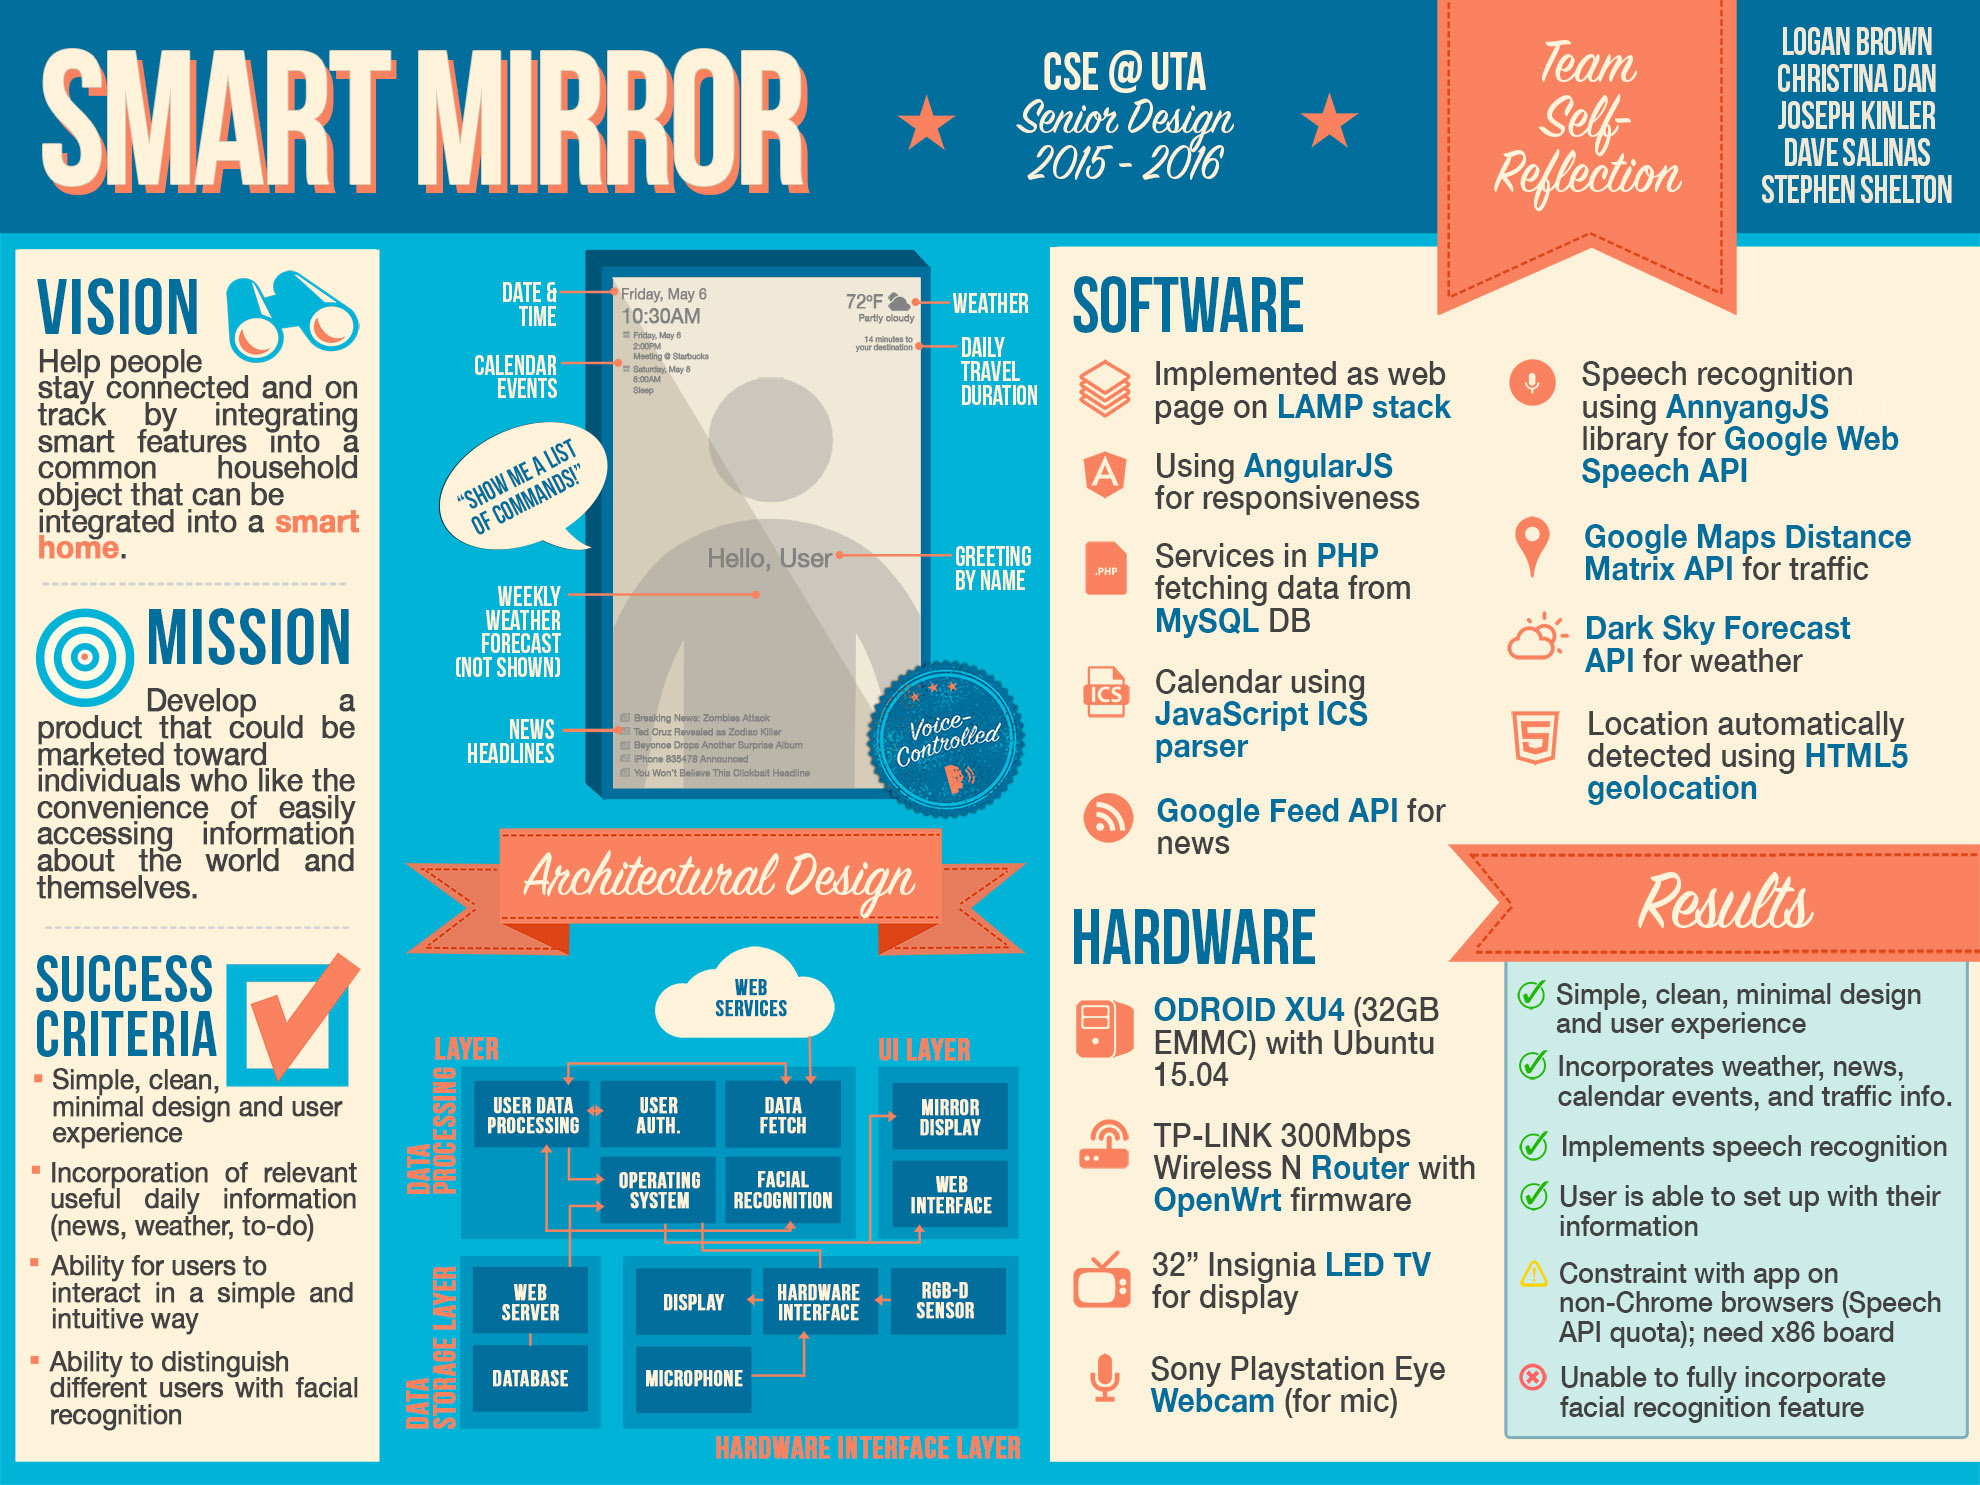 SMART MIRROR
CSE @ UTA
Senior Design
2015 - 2016
Team
Self-
Reflection
LOGAN BROWN
CHRISTINA DAN
JOSEPH KINLER
DAVE SALINAS
STEPHEN SHELTON
VISION
Help people
stay connected and on
track by integrating
smart features into a
common household
object that can be
integrated into a smart
home.
MISSION
Develop a
product that could be
marketed toward
individuals who like the
convenience of easily
accessing information
about the world and
themselves.
SUCCESS
CRITERIA
Simple, clean,
minimal design and user
experience
Incorporation of relevant
useful daily information
(news, weather, to-do)
Ability for users to
interact in a simple and
intuitive way
Ability to distinguish
different users with facial
recognition
DATE &
TIME
CALENDAR
EVENTS
"SHOW ME A LIST
OF COMMANDS!"
WEEKLY
WEATHER
FORECAST
(NOT SHOWN)
NEWS
HEADLINES
Friday, May 6
10:30AM
Friday, May 6
2:00PM
Meeting @ Starbucks
Saturday, May 8
8:00AM
Sleep
72ºF
Partly cloudy
14 minutes to
your destination
Hello, User
Breaking News: Zombies Attack
Ted Cruz Revealed as Zodiac Killer
Beyonce Drops Another Surprise Album
iPhone 835478 Announced
You Won't Believe This Clickbait Headline
WEATHER
DAILY
TRAVEL
DURATION
GREETING
BY NAME
Voice-
Controlled
Architectural Design
WEB
SERVICES
DATA
PROCESSING
LAYER
USER DATA
PROCESSING
USER
AUTH.
DATA
FETCH
OPERATING
SYSTEM
FACIAL
RECOGNITION
UI LAYER
MIRROR
DISPLAY
WEB
INTERFACE
DATA
STORAGE LAYER
WEB
SERVER
DATABASE
DISPLAY
HARDWARE
INTERFACE
RGB-D
SENSOR
MICROPHONE
HARDWARE INTERFACE LAYER
SOFTWARE
Implemented as web
page on LAMP stack
Using AngularJS
for responsiveness
.PHP
Services in PHP
fetching data from
MySQL DB
ICS
Calendar using
JavaScript ICS
parser
Google Feed API for
news
Speech recognition
using AnnyangJS
library for Google Web
Speech API
Google Maps Distance
Matrix API for traffic
Dark Sky Forecast
API for weather
Location automatically
detected using HTML5
geolocation
HARDWARE
ODROID XU4 (32GB
EMMC) with Ubuntu
15.04
TP-LINK 300Mbps
Wireless N Router with
OpenWrt firmware
32” Insignia LED TV
for display
Sony Playstation Eye
Webcam (for mic)
Results
Simple, clean, minimal design
and user experience
Incorporates weather, news,
calendar events, and traffic info.
Implements speech recognition
User is able to set up with their
information
Constraint with app on
non-Chrome browsers (Speech
API quota); need x86 board
Unable to fully incorporate
facial recognition feature